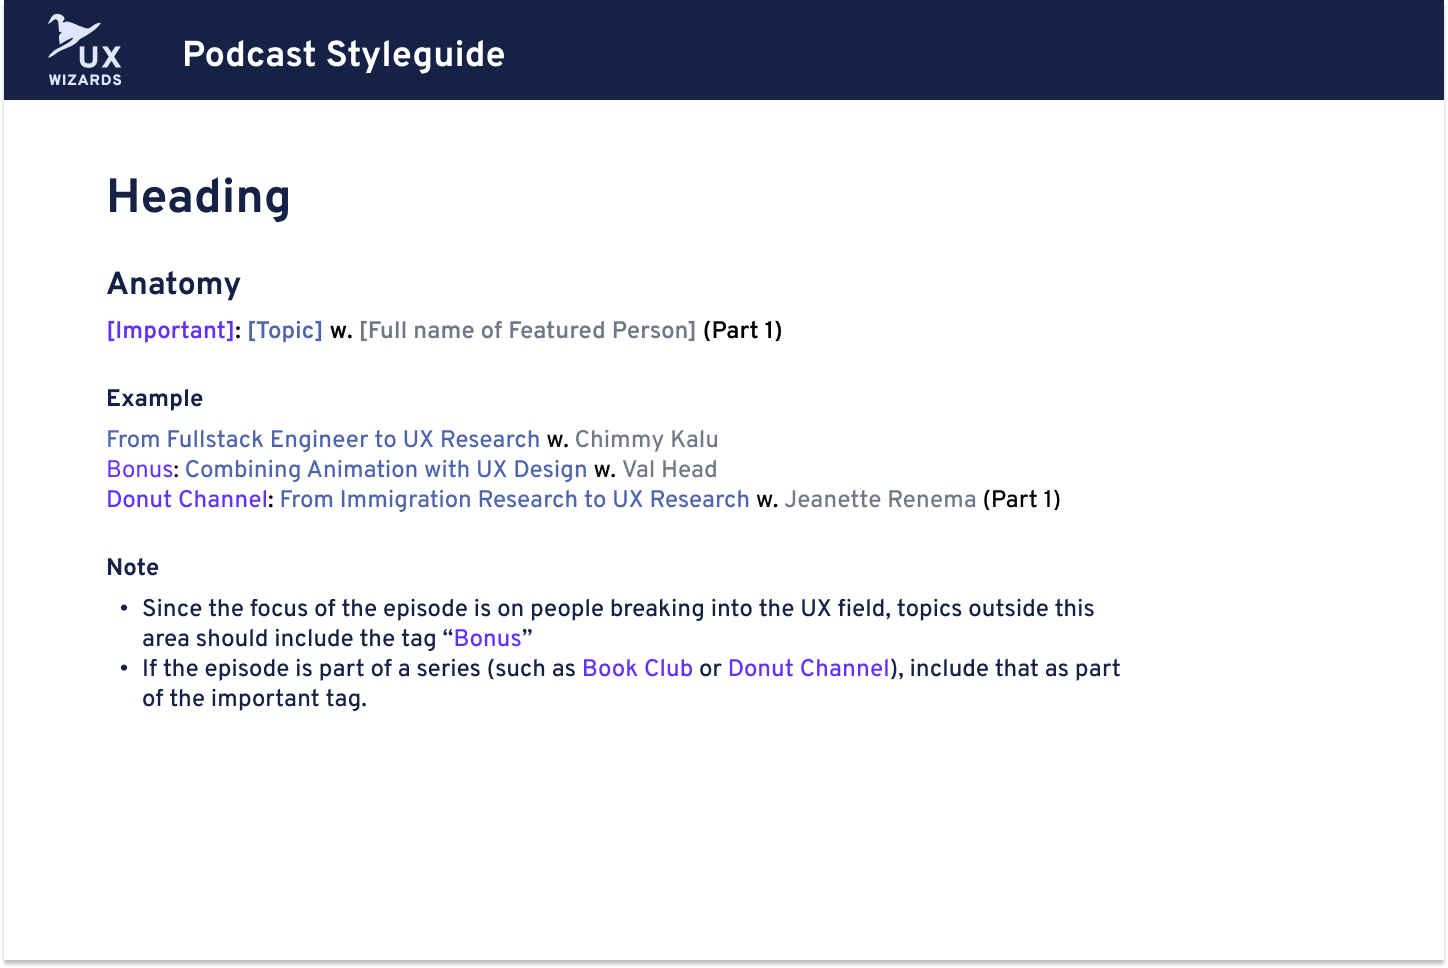 UX
WIZARDS
Podcast Styleguide
Heading
Anatomy
[Important]: [Topic] w. [Full name of Featured Person] (Part 1)
Example
From Fullstack Engineer to UX Research w. Chimmy Kalu
Bonus: Combining Animation with UX Design w. Val Head
Donut Channel: From Immigration Research to UX Research w. Jeanette Renema (Part 1)
Note
• Since the focus of the episode is on people breaking into the UX field, topics outside this
area should include the tag “Bonus”
• If the episode is part of a series (such as Book Club or Donut Channel), include that as part
of the important tag.